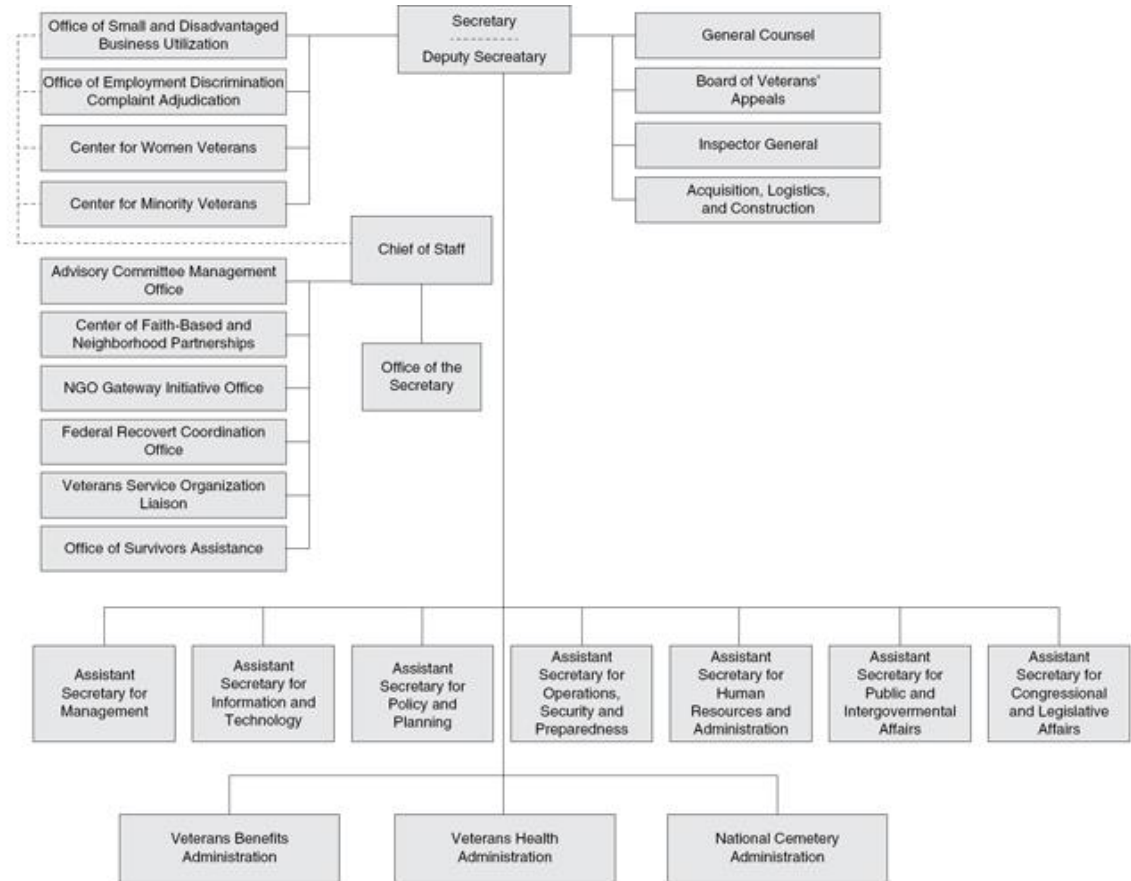 Office of Small and Disadvantaged
Business Utilization
Office of Employment Discrimination
Complaint Adjudication
Center for Women Veterans
Center for Minority Veterans
Secretary
Deputy Secreatary
General Counsel
Board of Veterans'
Appeals
Inspector General
Acquisition, Logistics,
and Construction
Chief of Staff
Advisory Committee Management
Office
Center of Faith-Based and
Neighborhood Partnerships
NGO Gateway Initiative Office
Federal Recovert Coordination
Office
Veterans Service Organization
Liaison
Office of Survivors Assistance
Office of the
Secretary
Assistant
Secretary for
Management
Assistant
Secretary for
Information and
Technology
Assistant
Secretary for
Policy and
Planning
Assistant
Secretary for
Operations,
Security and
Preparedness
Assistant
Secretary for
Human
Resources and
Administration
Assistant
Secretary for
Public and
Intergovermental
Affairs
Assistant
Secretary for
Congressional
and Legislative
Affairs
Veterans Benefits
Administration
Veterans Health
Administration
National Cemetery
Administration